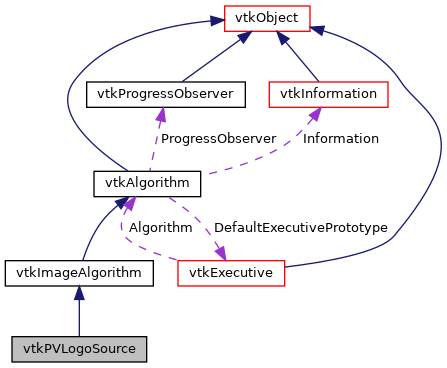 vtkObject
vtkProgressObserver
vtkInformation
ProgressObserver
Information
vtkAlgorithm
Algorithm
DefaultExecutivePrototype
vtkImageAlgorithm
vtkExecutive
vtkPVLogoSource